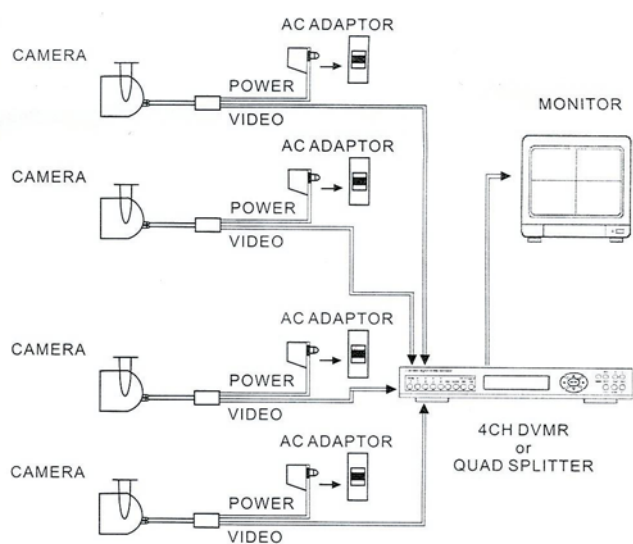 AC ADAPTOR
CAMERA
POWER
VIDEO
MONITOR
AC ADAPTOR
CAMERA
POWER
VIDEO
AC ADAPTOR
CAMERA
POWER
VIDEO
4CH DVMR
or
QUAD SPLITTER
AC ADAPTOR
CAMERA
POWER
VIDEO